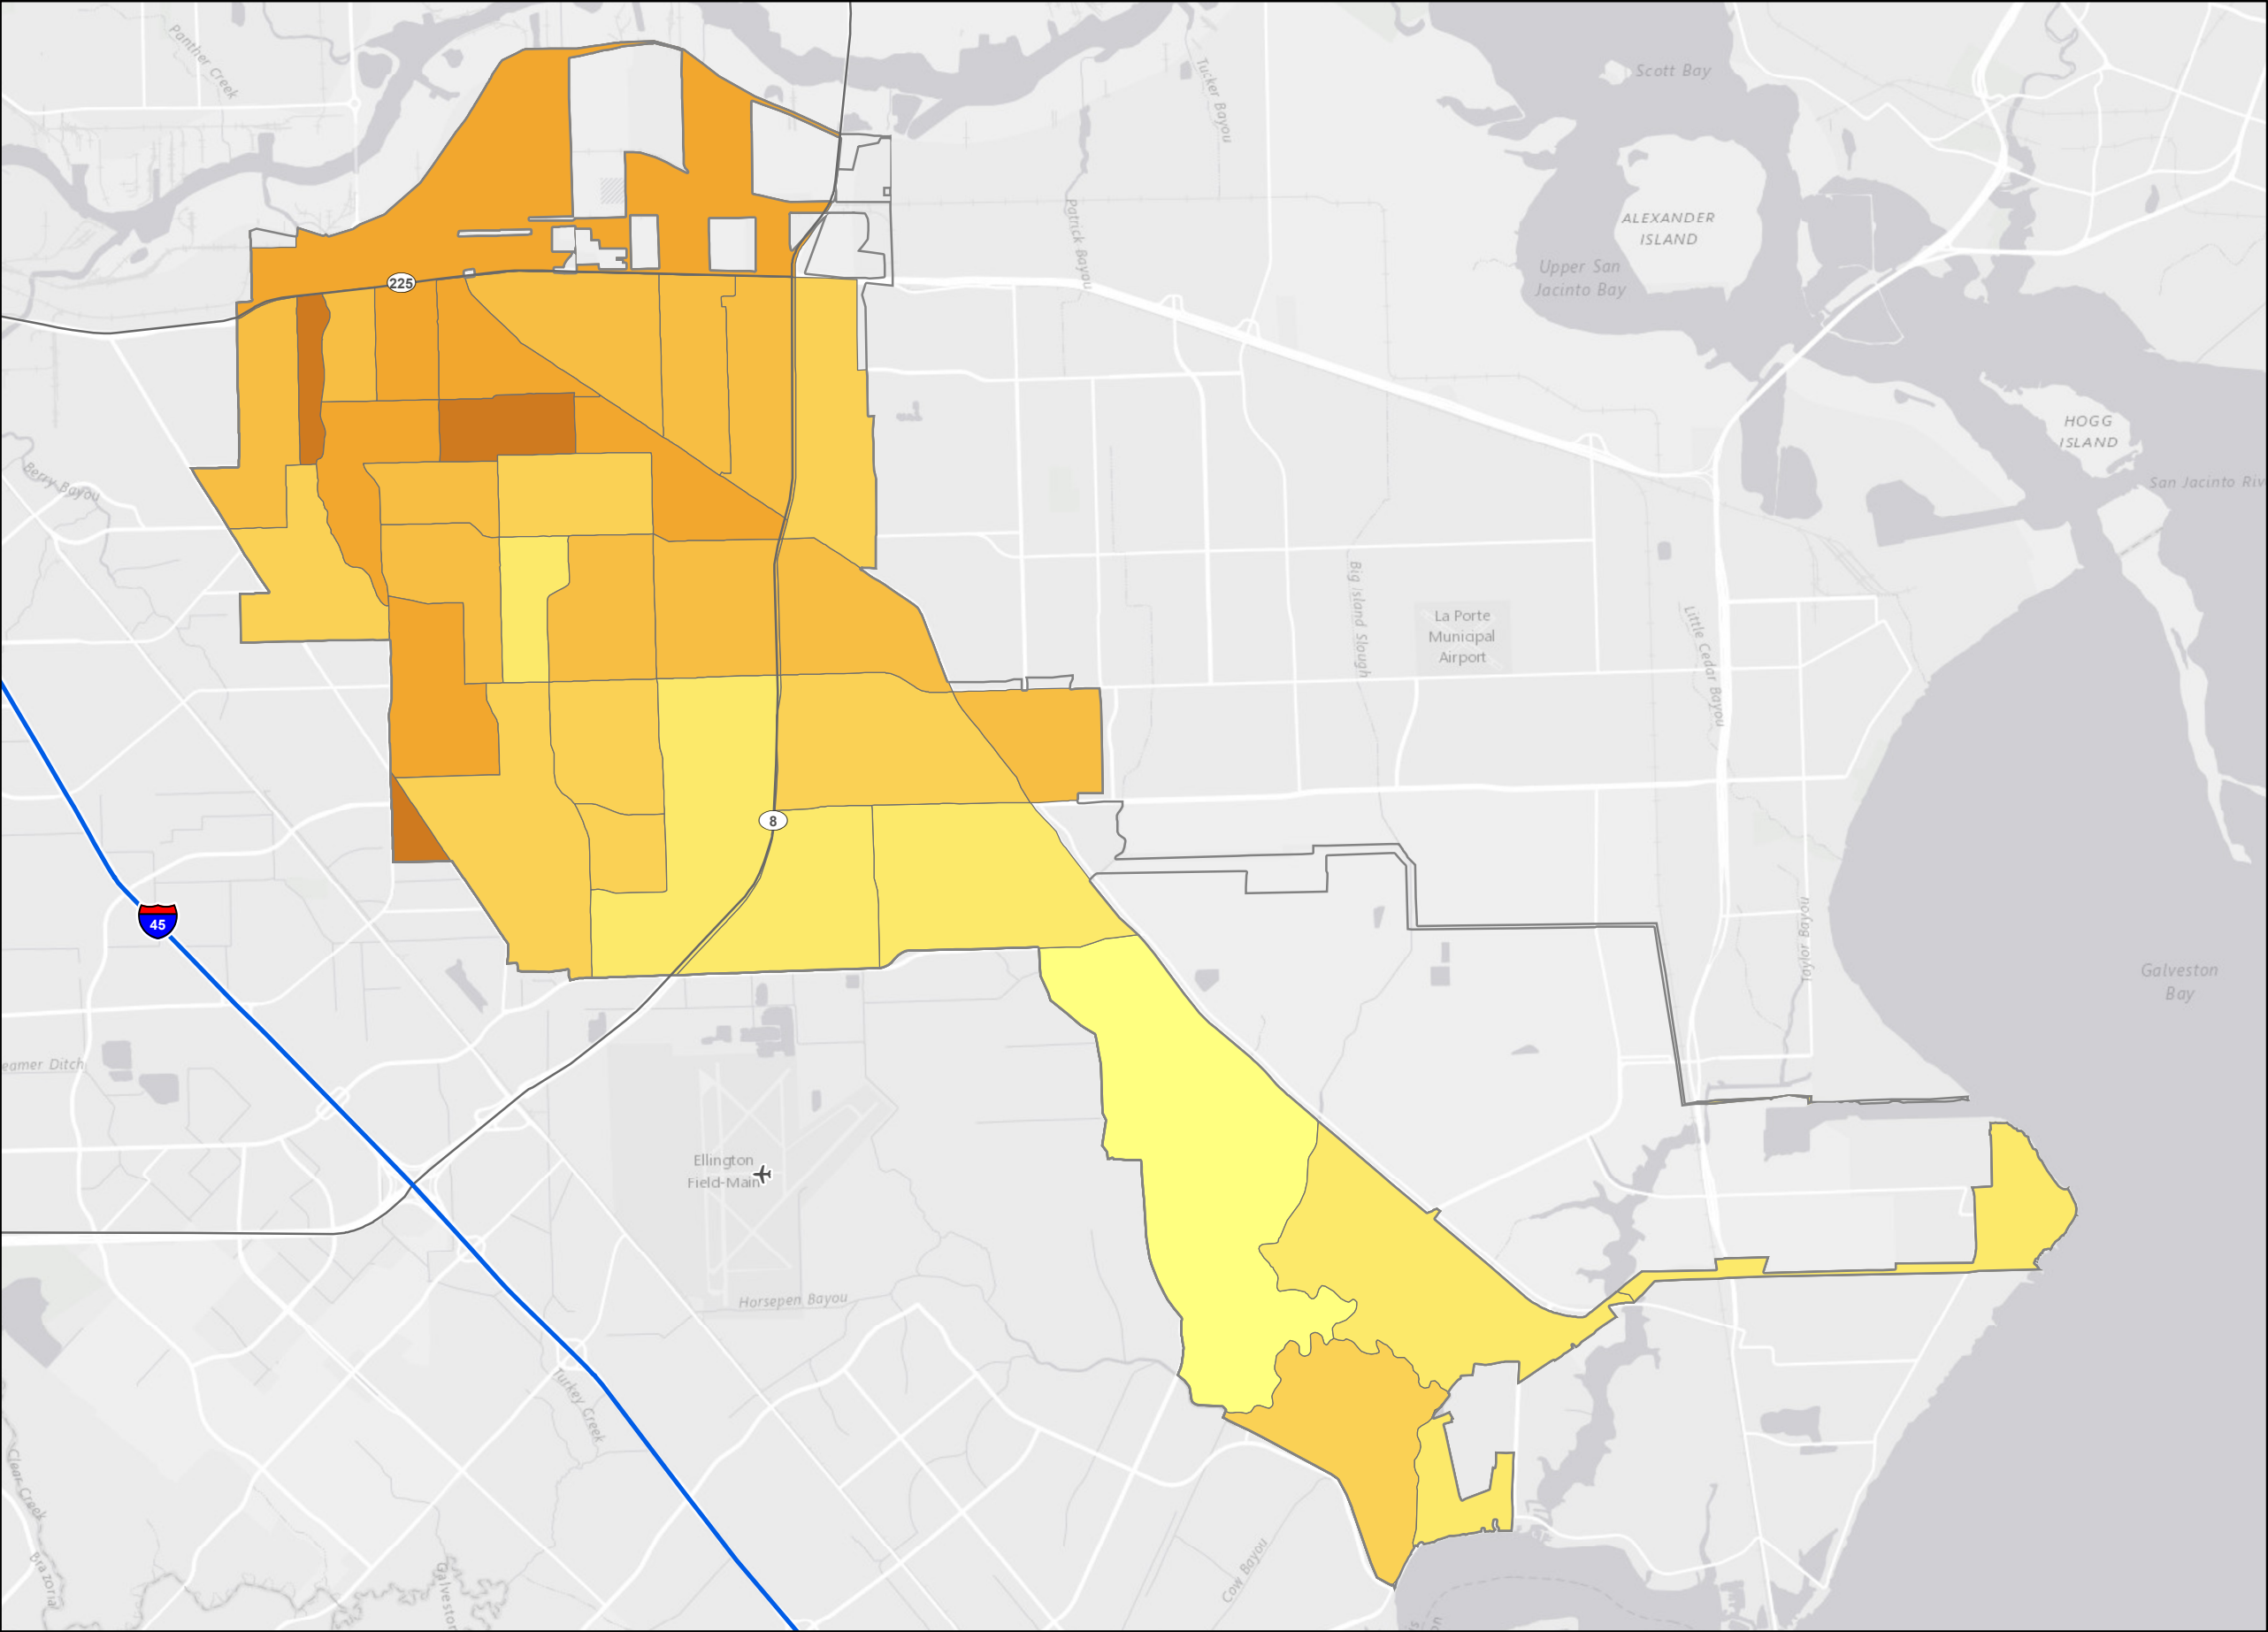 Panther Creek
Tucker Bayou
Scott Bay
ALEXANDER
ISLAND
Patrick Bayou
Upper San
Jacinto Bay
225
HOGG
ISLAND
Berry Bayou
San Jacinto Riv
Big Island Slough
La Porte
Municipal
Airport
Little Cedar Bayou
8
45
Taylor Bayou
Galveston
Bay
eamer Ditch
Ellington
Field-Main
Horsepen Bayou
Turkey Creek
Clear Creek
Cow Bayou
Brazoria
Galveston